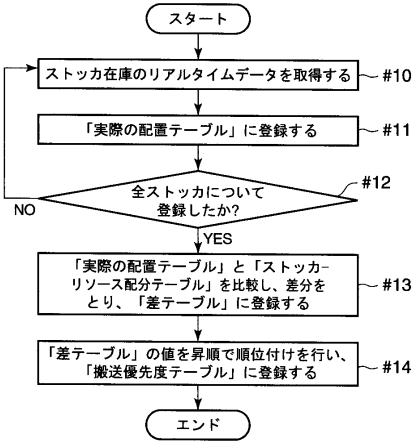 スタート
ストッカ在庫のリアルタイムデータを取得する
#10
「実際の配置テーブル」に登録する
#11
全ストッカについて
登録したか?
#12
NO
YES
「実際の配置テーブル」と「ストッカ-
リソース配分テーブル」を比較し、差分を
とり、「差テーブル」に登録する
#13
「差テーブル」の値を昇順で順位付けを行い、
「搬送優先度テーブル」に登録する
#14
エンド